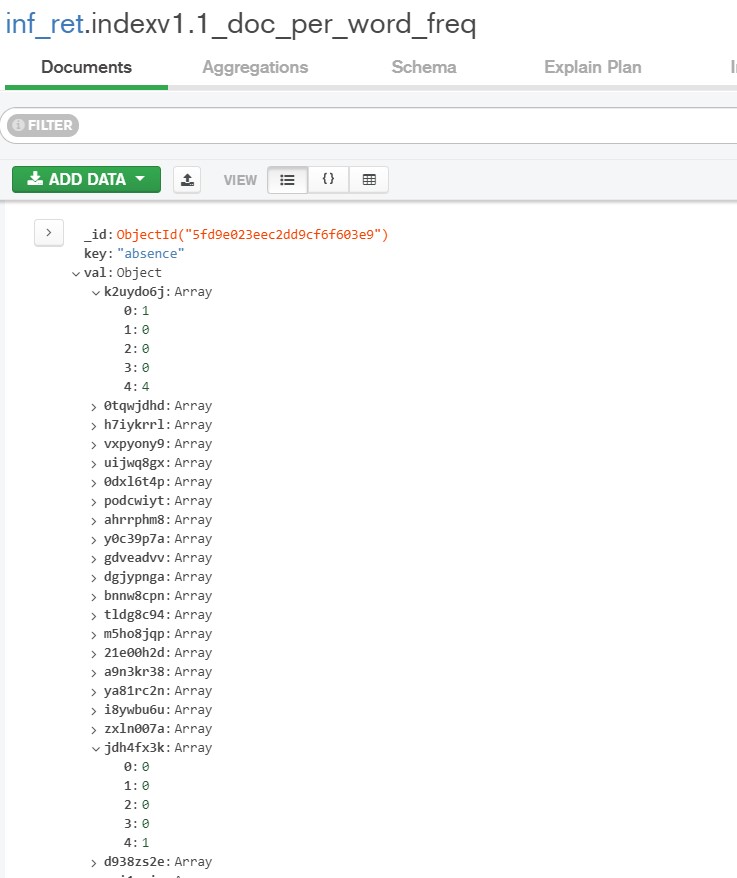 inf_ret.indexv1.1_doc_per_word_freq
Documents Aggregations Schema Explain Plan
FILTER
ADD DATA VIEW {}
_id: ObjectId("5fd9e023eec2dd9cf6f603e9")
key: "absence"
val: Object
k2uydo6j: Array
0: 1
1: 0
2: 0
3: 0
4: 4
0tqwjdhd: Array
h7iykrrl: Array
vxpyony9: Array
uijwq8gx: Array
0dxl6t4p: Array
podcwiyt: Array
ahrrphm8: Array
y0c39p7a: Array
gdveadvv: Array
dgjypnga: Array
bnnw8cpn: Array
tldg8c94: Array
m5ho8jqp: Array
21e00h2d: Array
a9n3kr38: Array
ya81rc2n: Array
i8ywbu6u: Array
zxln007a: Array
jdh4fx3k: Array
0: 0
1: 0
2: 0
3: 0
4: 1
d938zs2e: Array